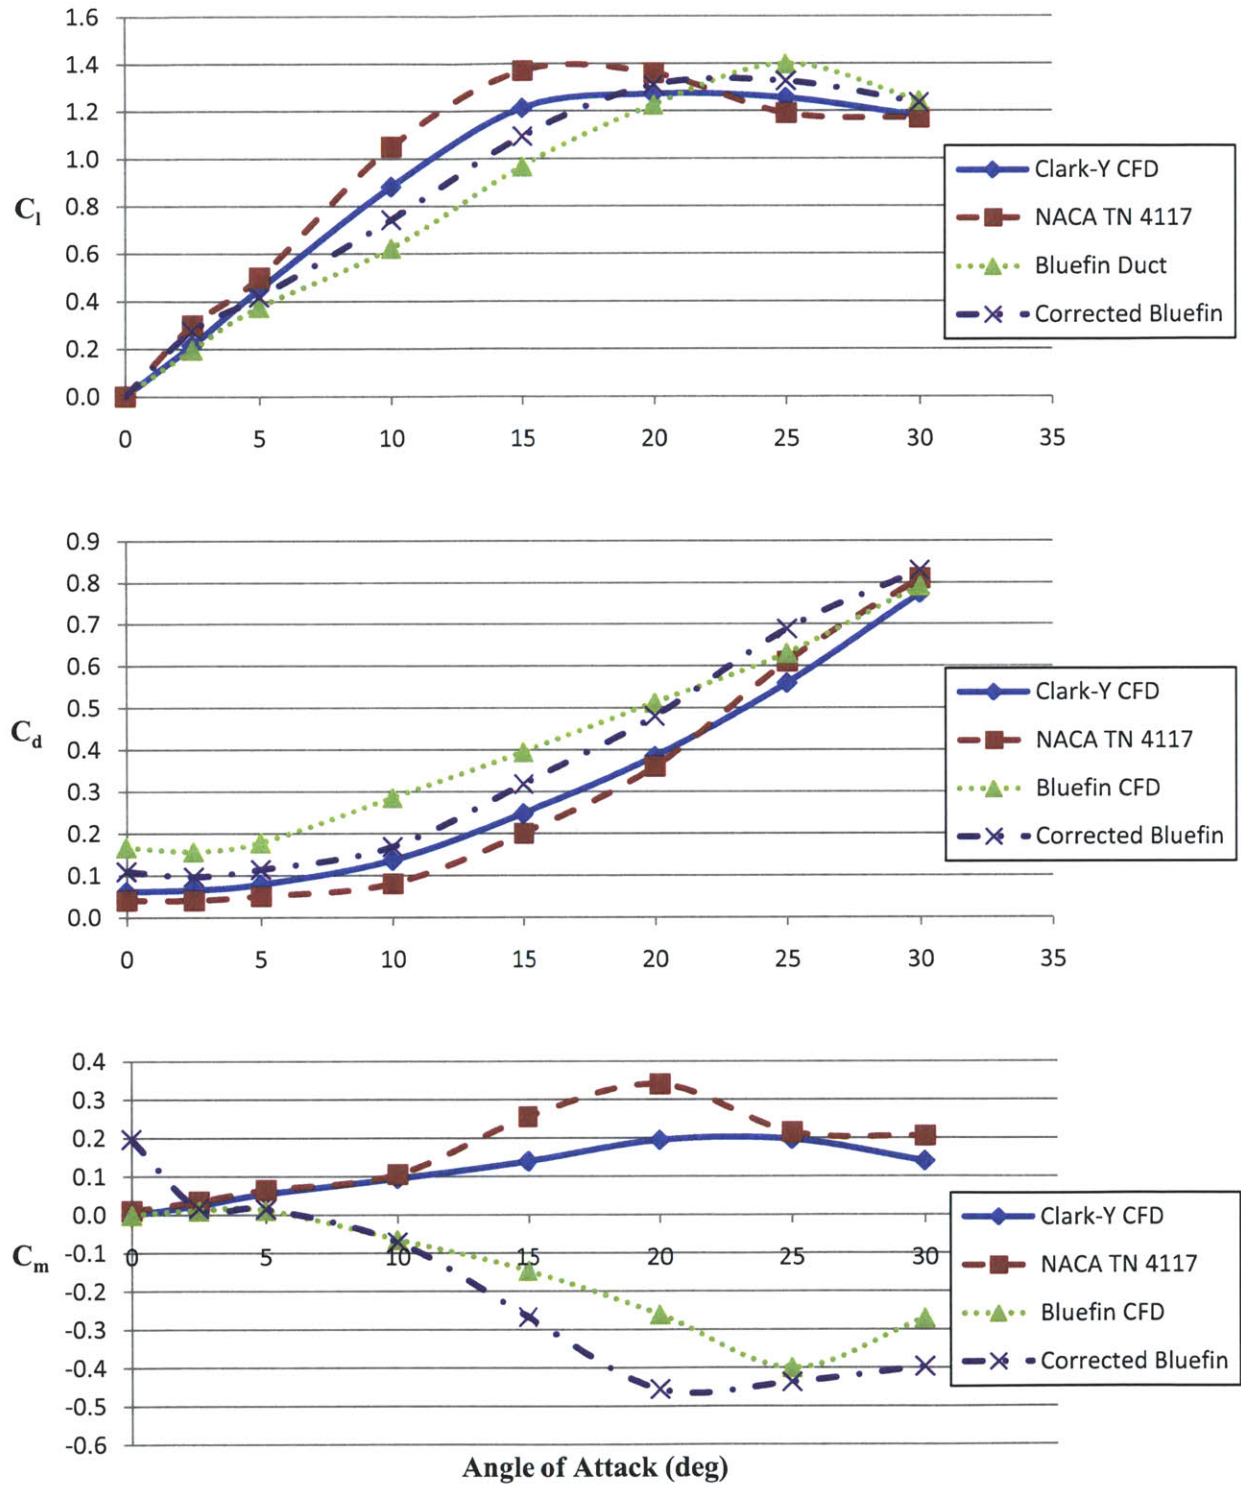 1.6
1.4
1.2
1.0
0.8
0.6
0.4
0.2
0.0
C_l
0 5 10 15 20 25 30 35
Clark-Y CFD
NACA TN 4117
Bluefin Duct
Corrected Bluefin
0.9
0.8
0.7
0.6
0.5
0.4
0.3
0.2
0.1
0.0
C_d
0 5 10 15 20 25 30 35
Clark-Y CFD
NACA TN 4117
Bluefin CFD
Corrected Bluefin
0.4
0.3
0.2
0.1
0.0
-0.1
-0.2
-0.3
-0.4
-0.5
-0.6
C_m
0 5 10 15 20 25 30
Clark-Y CFD
NACA TN 4117
Bluefin CFD
Corrected Bluefin
Angle of Attack (deg)